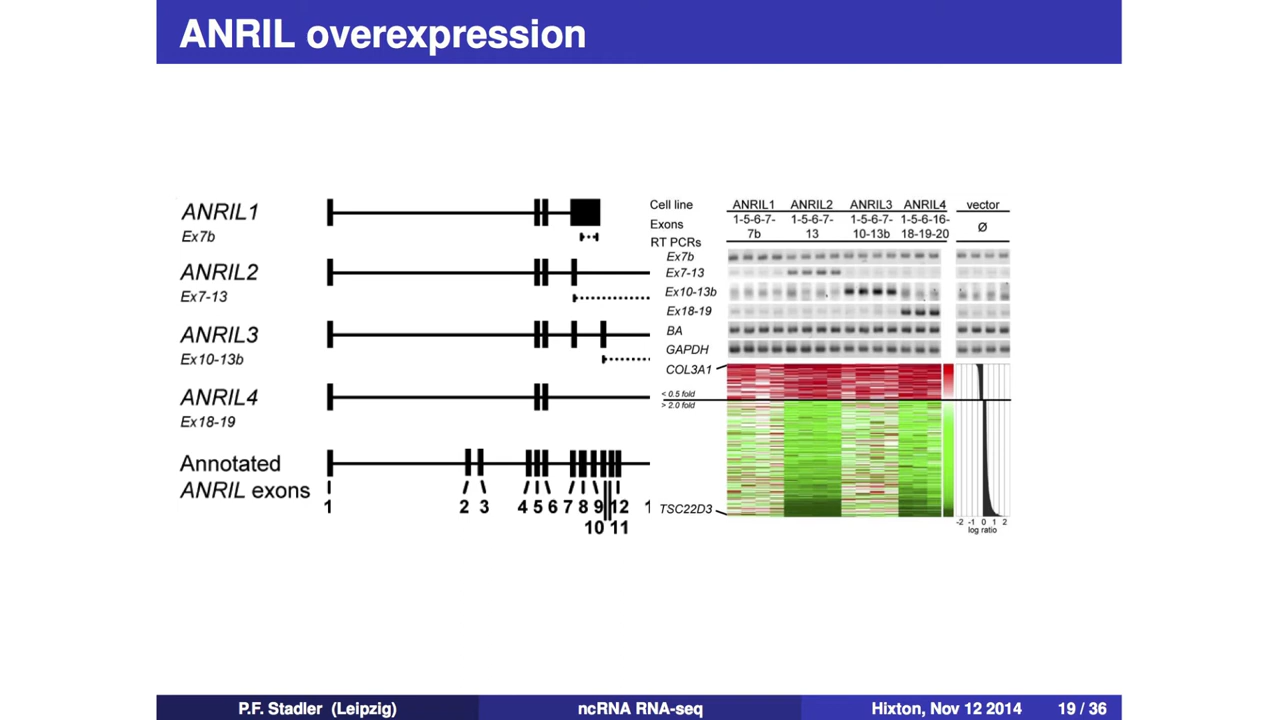 ANRIL overexpression
ANRIL1
Ex7b
ANRIL2
Ex7-13
ANRIL3
Ex10-13b
ANRIL4
Ex18-19
Annotated
ANRIL exons
1 2 3 4 5 6 7 8 9 12 1
10 11
Cell line ANRIL1 ANRIL2 ANRIL3 ANRIL4 vector
Exons 1-5-6-7- 1-5-6-7- 1-5-6-7- 1-5-6-16- Ø
7b 13 10-13b 18-19-20
RT PCRs
Ex7b
Ex7-13
Ex10-13b
Ex18-19
BA
GAPDH
COL3A1
< 0.5 fold
> 2.0 fold
TSC22D3
-2 -1 0 1 2
log ratio
P.F. Stadler (Leipzig) ncRNA RNA-seq Hixton, Nov 12 2014 19 / 36